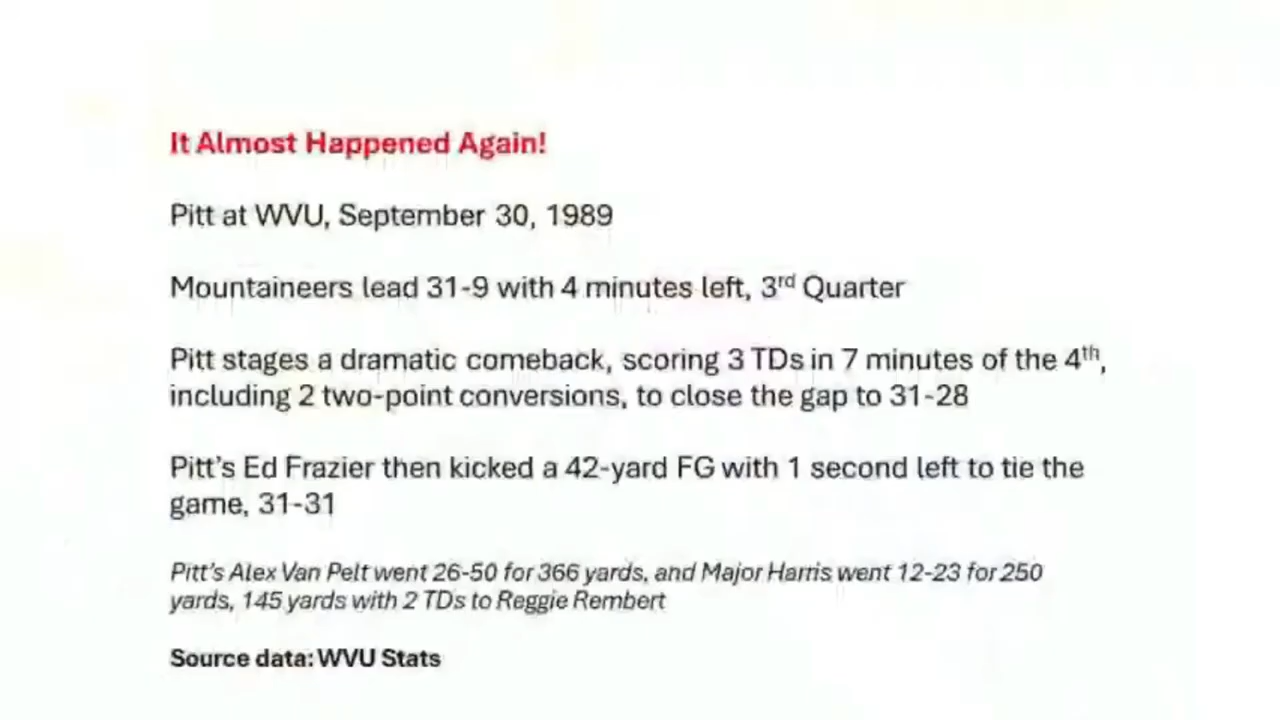 It Almost Happened Again!
Pitt at WVU, September 30, 1989
Mountaineers lead 31-9 with 4 minutes left, 3rd Quarter
Pitt stages a dramatic comeback, scoring 3 TDs in 7 minutes of the 4th,
including 2 two-point conversions, to close the gap to 31-28
Pitt's Ed Frazier then kicked a 42-yard FG with 1 second left to tie the
game, 31-31
Pitt's Alex Van Pelt went 26-50 for 366 yards, and Major Harris went 12-23 for 250
yards, 145 yards with 2 TDs to Reggie Rembert
Source data: WVU Stats